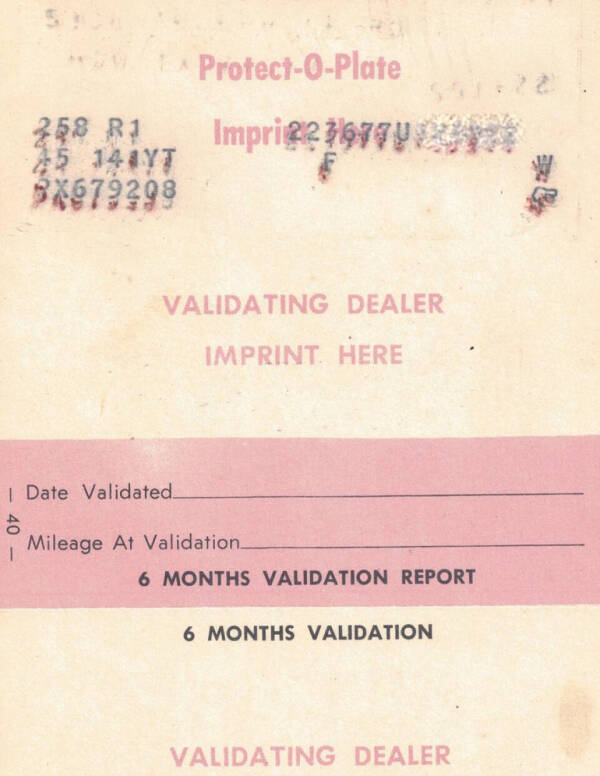 Protect-O-Plate
Imprint Here
258 R1 223677U
45 141YT F W
PX679208
VALIDATING DEALER
IMPRINT HERE
Date Validated
Mileage At Validation
— 40 —
6 MONTHS VALIDATION REPORT
6 MONTHS VALIDATION
VALIDATING DEALER